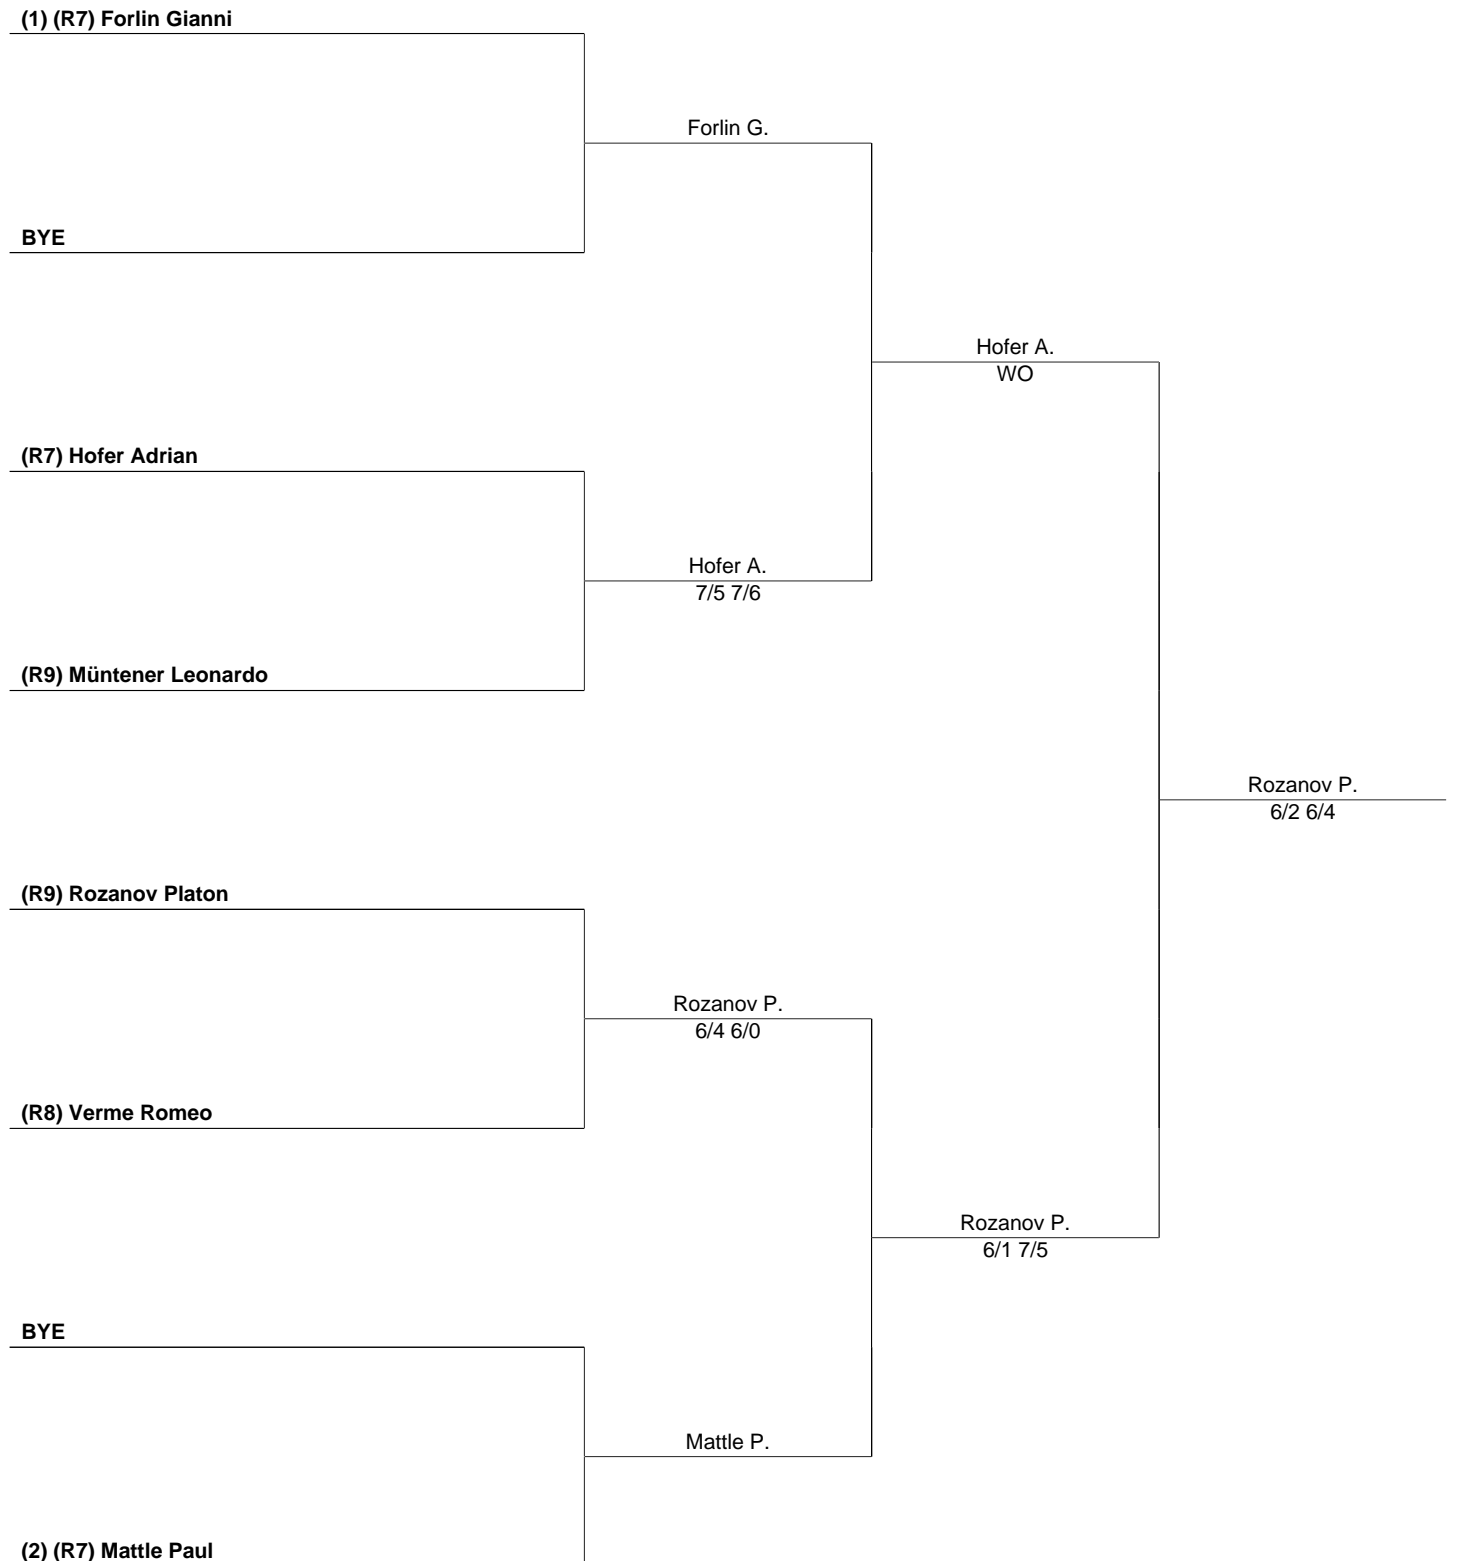 (1) (R7) Forlin Gianni
Forlin G.
BYE
Hofer A.
WO
(R7) Hofer Adrian
Hofer A.
7/5 7/6
(R9) Müntener Leonardo
Rozanov P.
6/2 6/4
(R9) Rozanov Platon
Rozanov P.
6/4 6/0
(R8) Verme Romeo
Rozanov P.
6/1 7/5
BYE
Mattle P.
(2) (R7) Mattle Paul